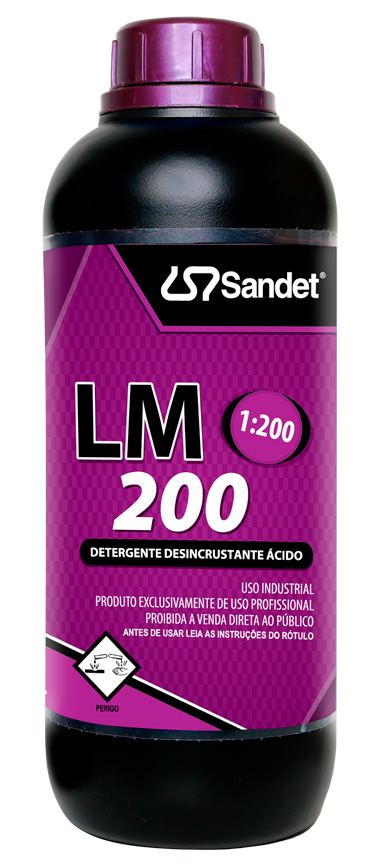 Sandet®
LM
1:200
200
DETERGENTE DESINCRUSTANTE ÁCIDO
USO INDUSTRIAL
PRODUTO EXCLUSIVAMENTE DE USO PROFISSIONAL
PROIBIDA A VENDA DIRETA AO PÚBLICO
ANTES DE USAR LEIA AS INSTRUÇÕES DO RÓTULO
PERIGO